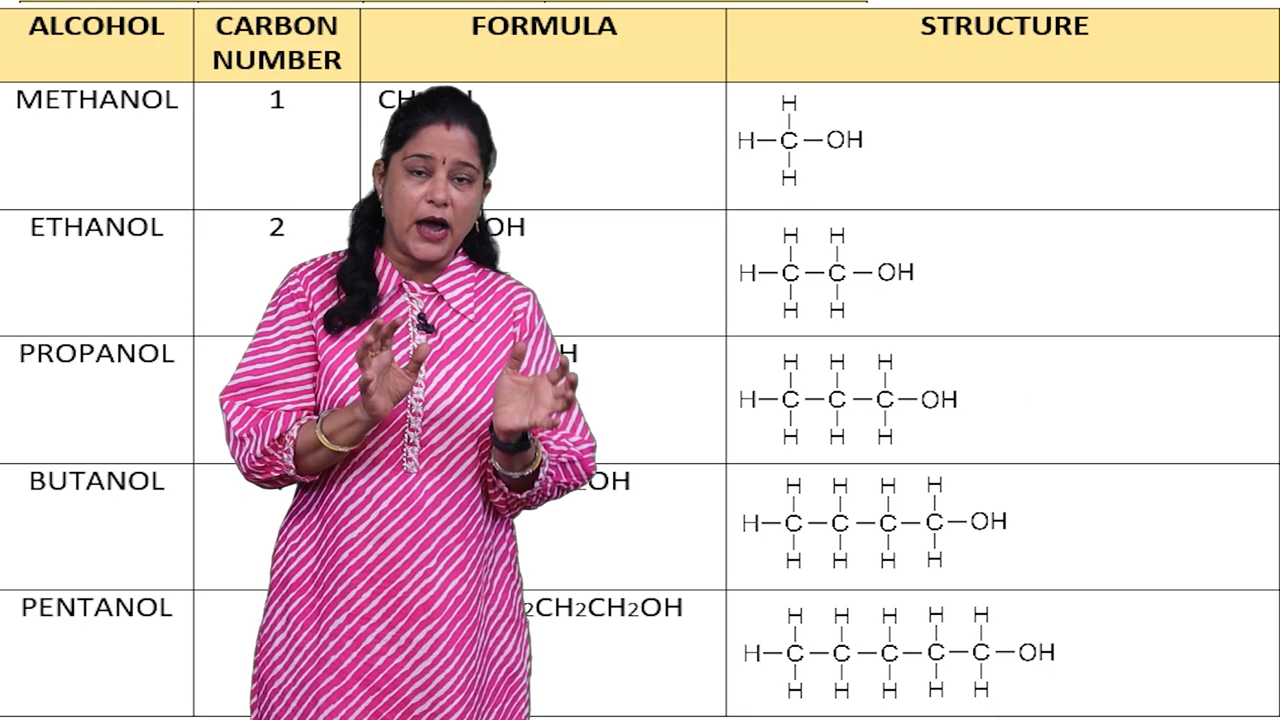 ALCOHOL
CARBON
NUMBER
FORMULA
STRUCTURE
METHANOL
1
H
H—C—OH
H
ETHANOL
2
OH
H H
H—C—C—OH
H H
PROPANOL
H
H H H
H—C—C—C—OH
H H H
BUTANOL
OH
H H H H
H—C—C—C—C—OH
H H H H
PENTANOL
₂CH₂CH₂OH
H H H H H
H—C—C—C—C—C—OH
H H H H H